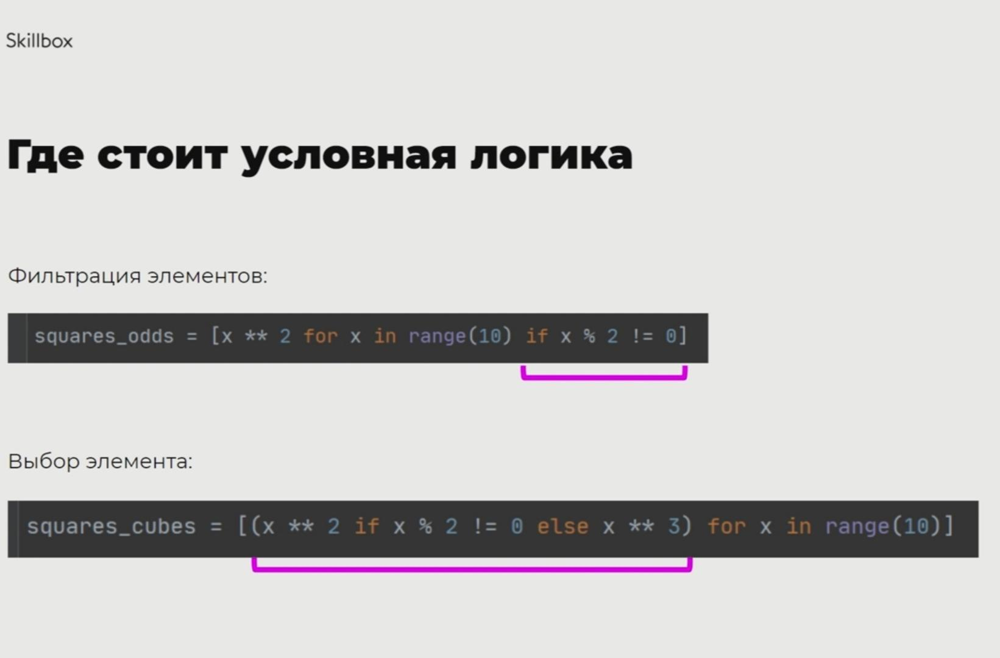 Skillbox
Где стоит условная логика
Фильтрация элементов:
squares_odds = [x ** 2 for x in range(10) if x % 2 != 0]
Выбор элемента:
squares_cubes = [(x ** 2 if x % 2 != 0 else x ** 3) for x in range(10)]